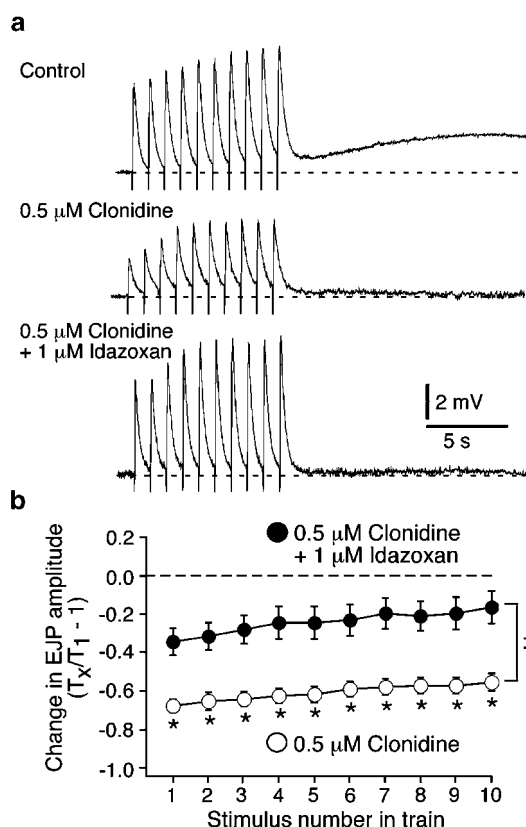 a
Control
0.5 μM Clonidine
0.5 μM Clonidine
+ 1 μM Idazoxan
2 mV
5 s
b
0.5 μM Clonidine
+ 1 μM Idazoxan
Change in EJP amplitude
(Tx/T1 - 1)
0.2
0.0
-0.2
-0.4
-0.6
-0.8
-1.0
* * * * * * * * * *
0.5 μM Clonidine
1 2 3 4 5 6 7 8 9 10
Stimulus number in train